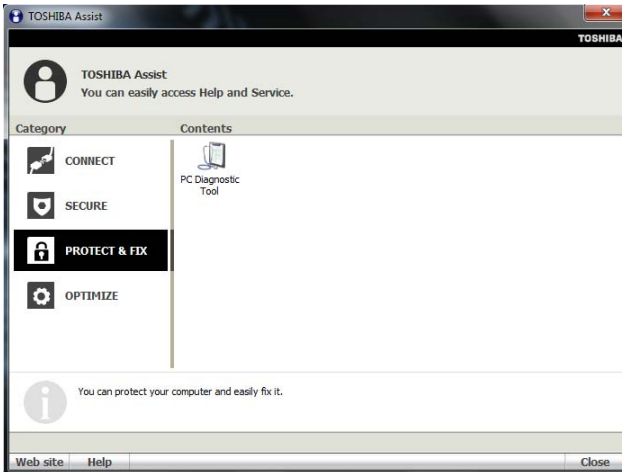 TOSHIBA Assist
TOSHIBA
TOSHIBA Assist
You can easily access Help and Service.
Category
Contents
CONNECT
PC Diagnostic
Tool
SECURE
PROTECT & FIX
OPTIMIZE
You can protect your computer and easily fix it.
Web site
Help
Close